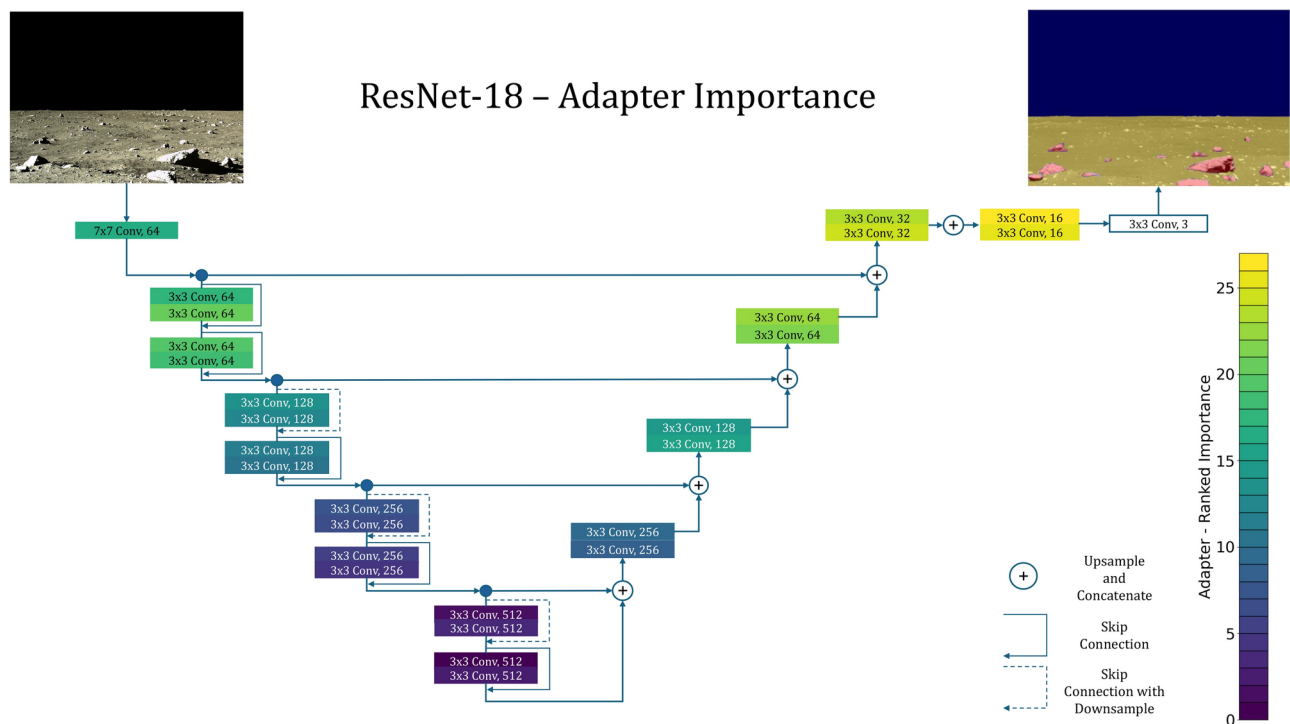 ResNet-18 – Adapter Importance
7x7 Conv, 64
3x3 Conv, 64
3x3 Conv, 64
3x3 Conv, 64
3x3 Conv, 64
3x3 Conv, 128
3x3 Conv, 128
3x3 Conv, 128
3x3 Conv, 128
3x3 Conv, 256
3x3 Conv, 256
3x3 Conv, 256
3x3 Conv, 256
3x3 Conv, 512
3x3 Conv, 512
3x3 Conv, 512
3x3 Conv, 512
3x3 Conv, 256
3x3 Conv, 256
3x3 Conv, 128
3x3 Conv, 128
3x3 Conv, 64
3x3 Conv, 64
3x3 Conv, 32
3x3 Conv, 32
3x3 Conv, 16
3x3 Conv, 16
3x3 Conv, 3
Upsample
and
Concatenate
Skip
Connection
Skip
Connection with
Downsample
Adapter - Ranked Importance
25
20
15
10
5
0